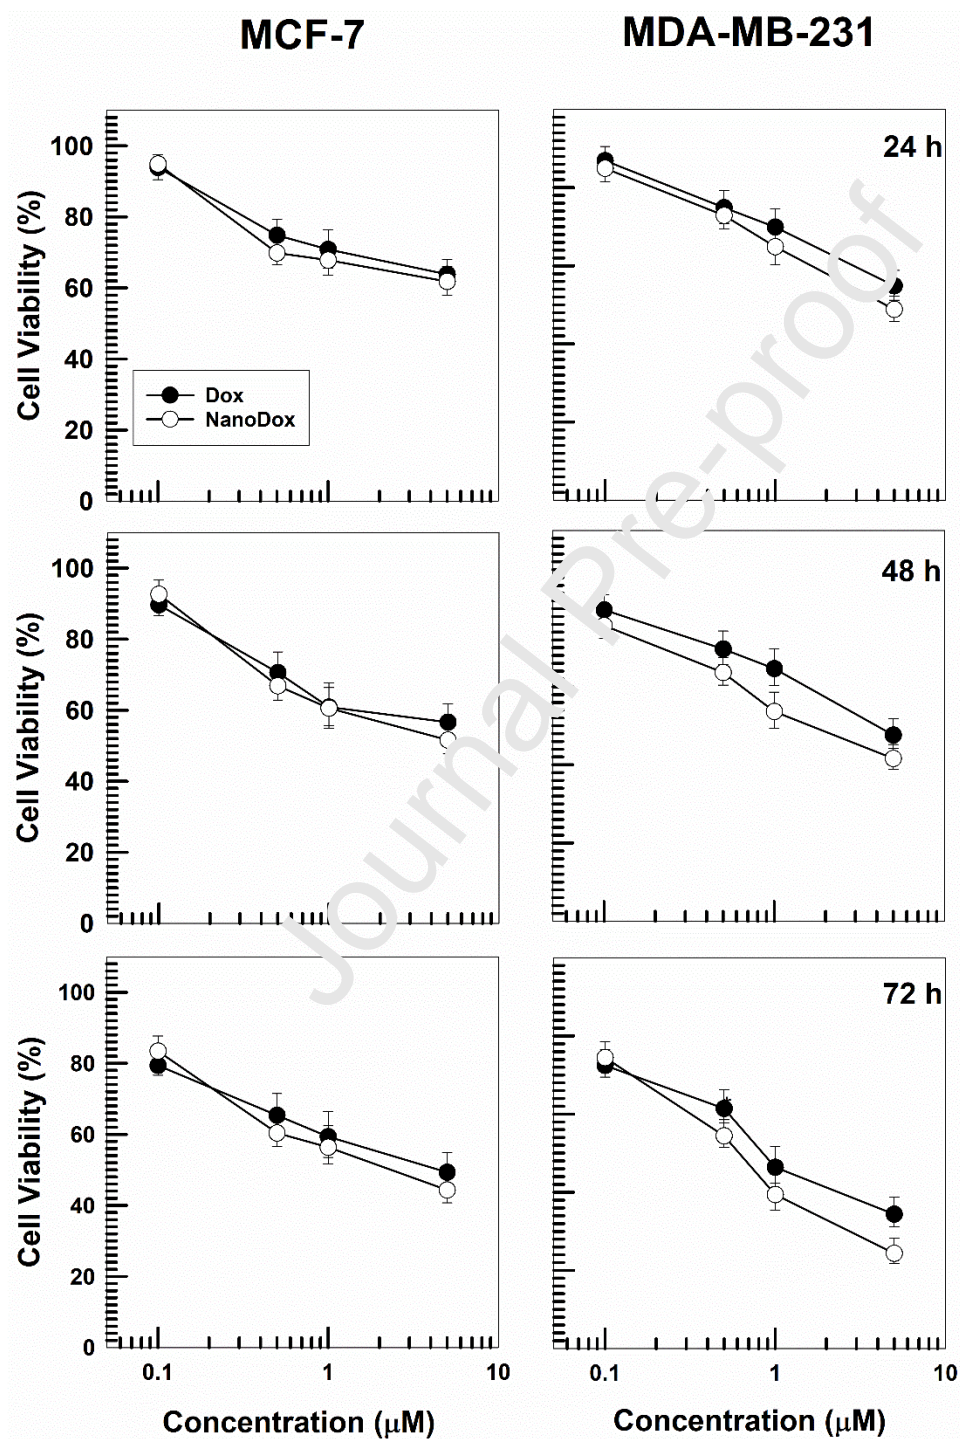 MCF-7
MDA-MB-231
Cell Viability (%)
100
80
60
40
20
0
Dox
NanoDox
24 h
Cell Viability (%)
100
80
60
40
20
0
48 h
Cell Viability (%)
100
80
60
40
20
0
0.1
1
10
Concentration (μM)
72 h
0.1
1
10
Concentration (μM)
Journal Pre-proof